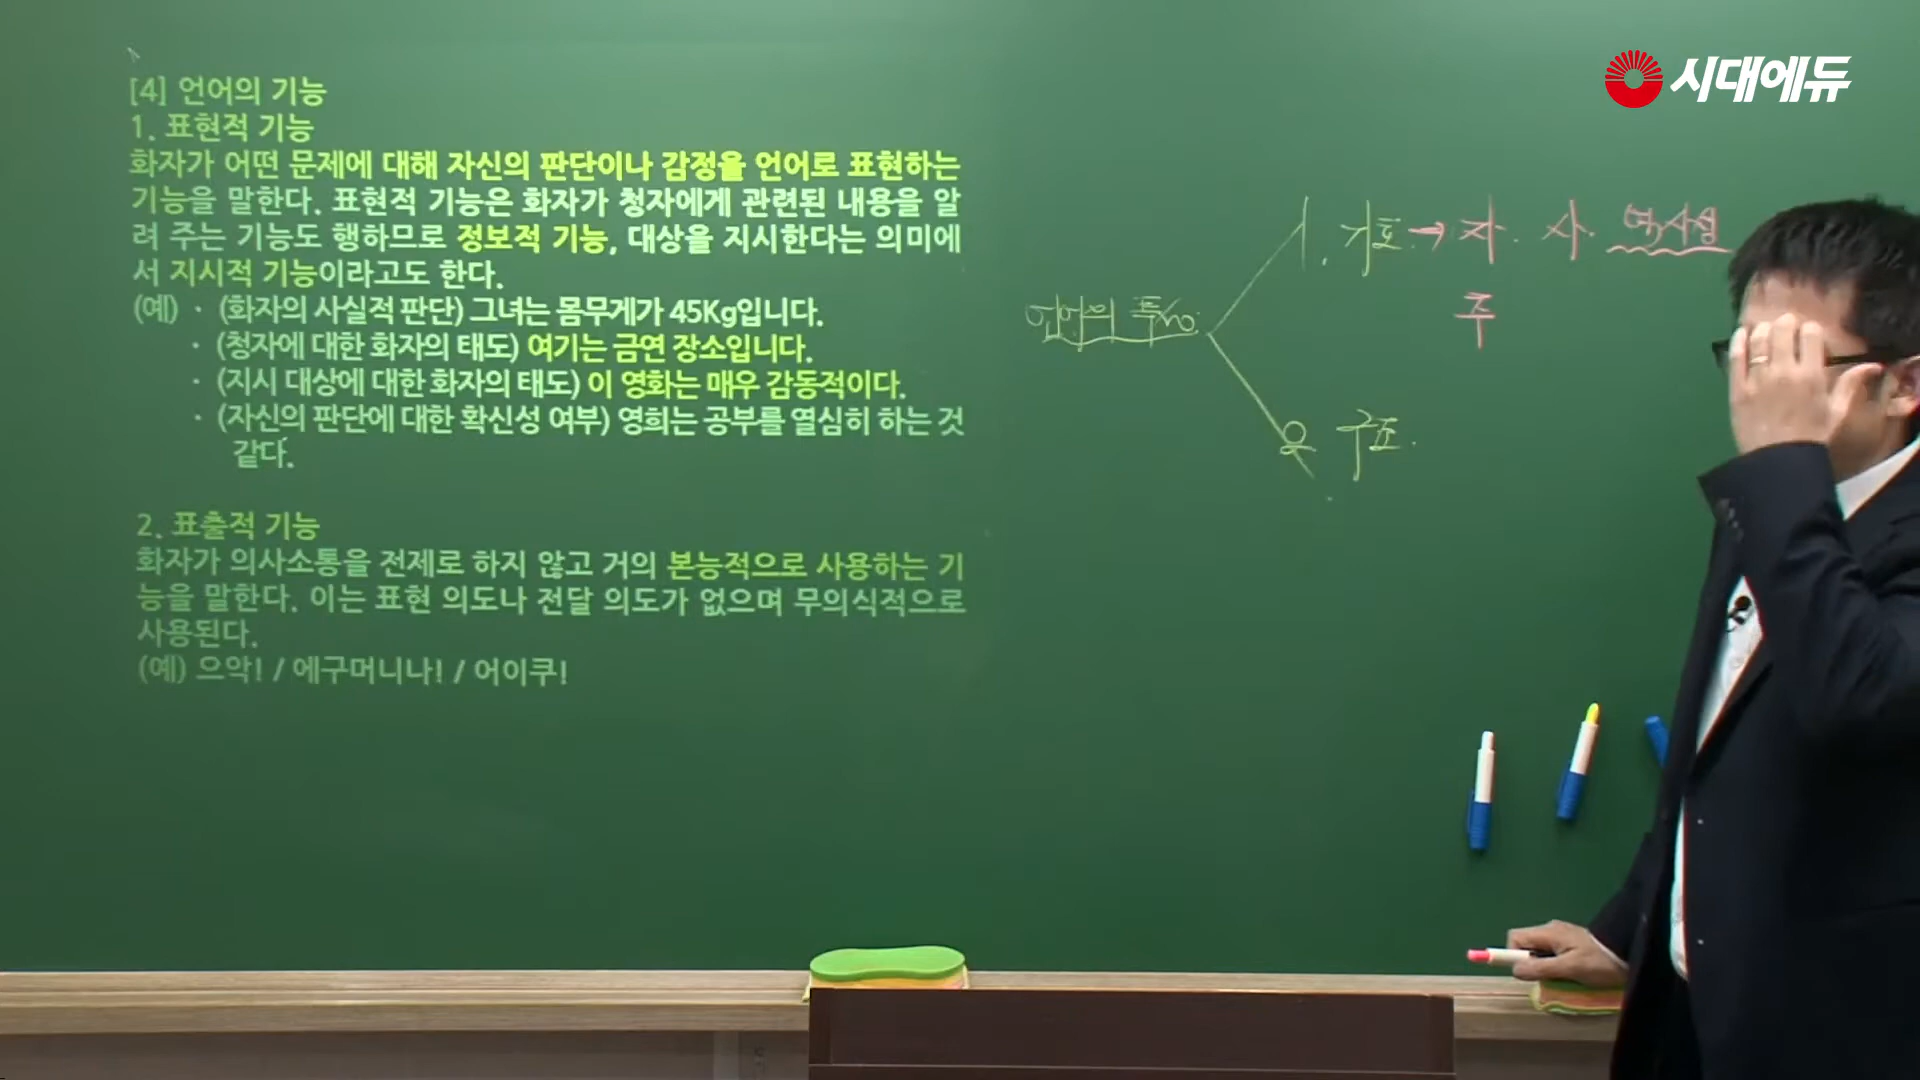 시대에듀
[4] 언어의 기능
1. 표현적 기능
화자가 어떤 문제에 대해 자신의 판단이나 감정을 언어로 표현하는
기능을 말한다. 표현적 기능은 화자가 청자에게 관련된 내용을 알
려 주는 기능도 행하므로 정보적 기능, 대상을 지시한다는 의미에
서 지시적 기능이라고도 한다.
(예) · (화자의 사실적 판단) 그녀는 몸무게가 45Kg입니다.
· (청자에 대한 화자의 태도) 여기는 금연 장소입니다.
· (지시 대상에 대한 화자의 태도) 이 영화는 매우 감동적이다.
· (자신의 판단에 대한 확신성 여부) 영희는 공부를 열심히 하는 것
같다.
2. 표출적 기능
화자가 의사소통을 전제로 하지 않고 거의 본능적으로 사용하는 기
능을 말한다. 이는 표현 의도나 전달 의도가 없으며 무의식적으로
사용된다.
(예) 으악! / 에구머니나! / 어이쿠!
언어의 특성
1. 기호 → 자. 사. 역사성
주
2. 구조.